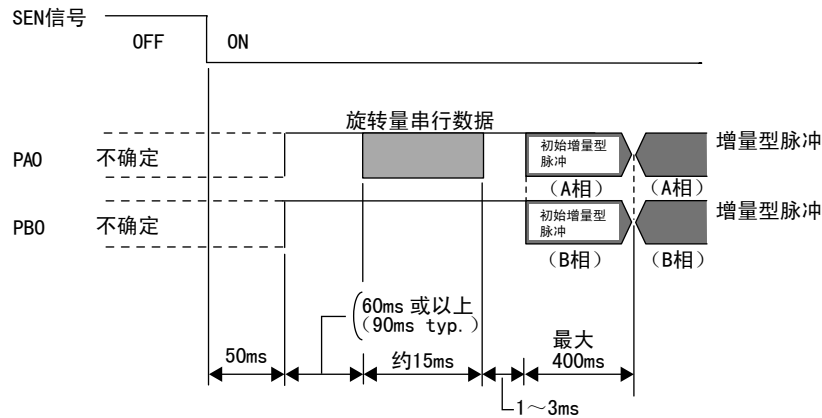 SEN信号
OFF
ON
旋转量串行数据
PAO
不确定
初始增量型
脉冲
增量型脉冲
（A相）
（A相）
PBO
不确定
初始增量型
脉冲
增量型脉冲
（B相）
（B相）
60ms 或以上
（90ms typ.）
50ms
约15ms
最大
400ms
1～3ms